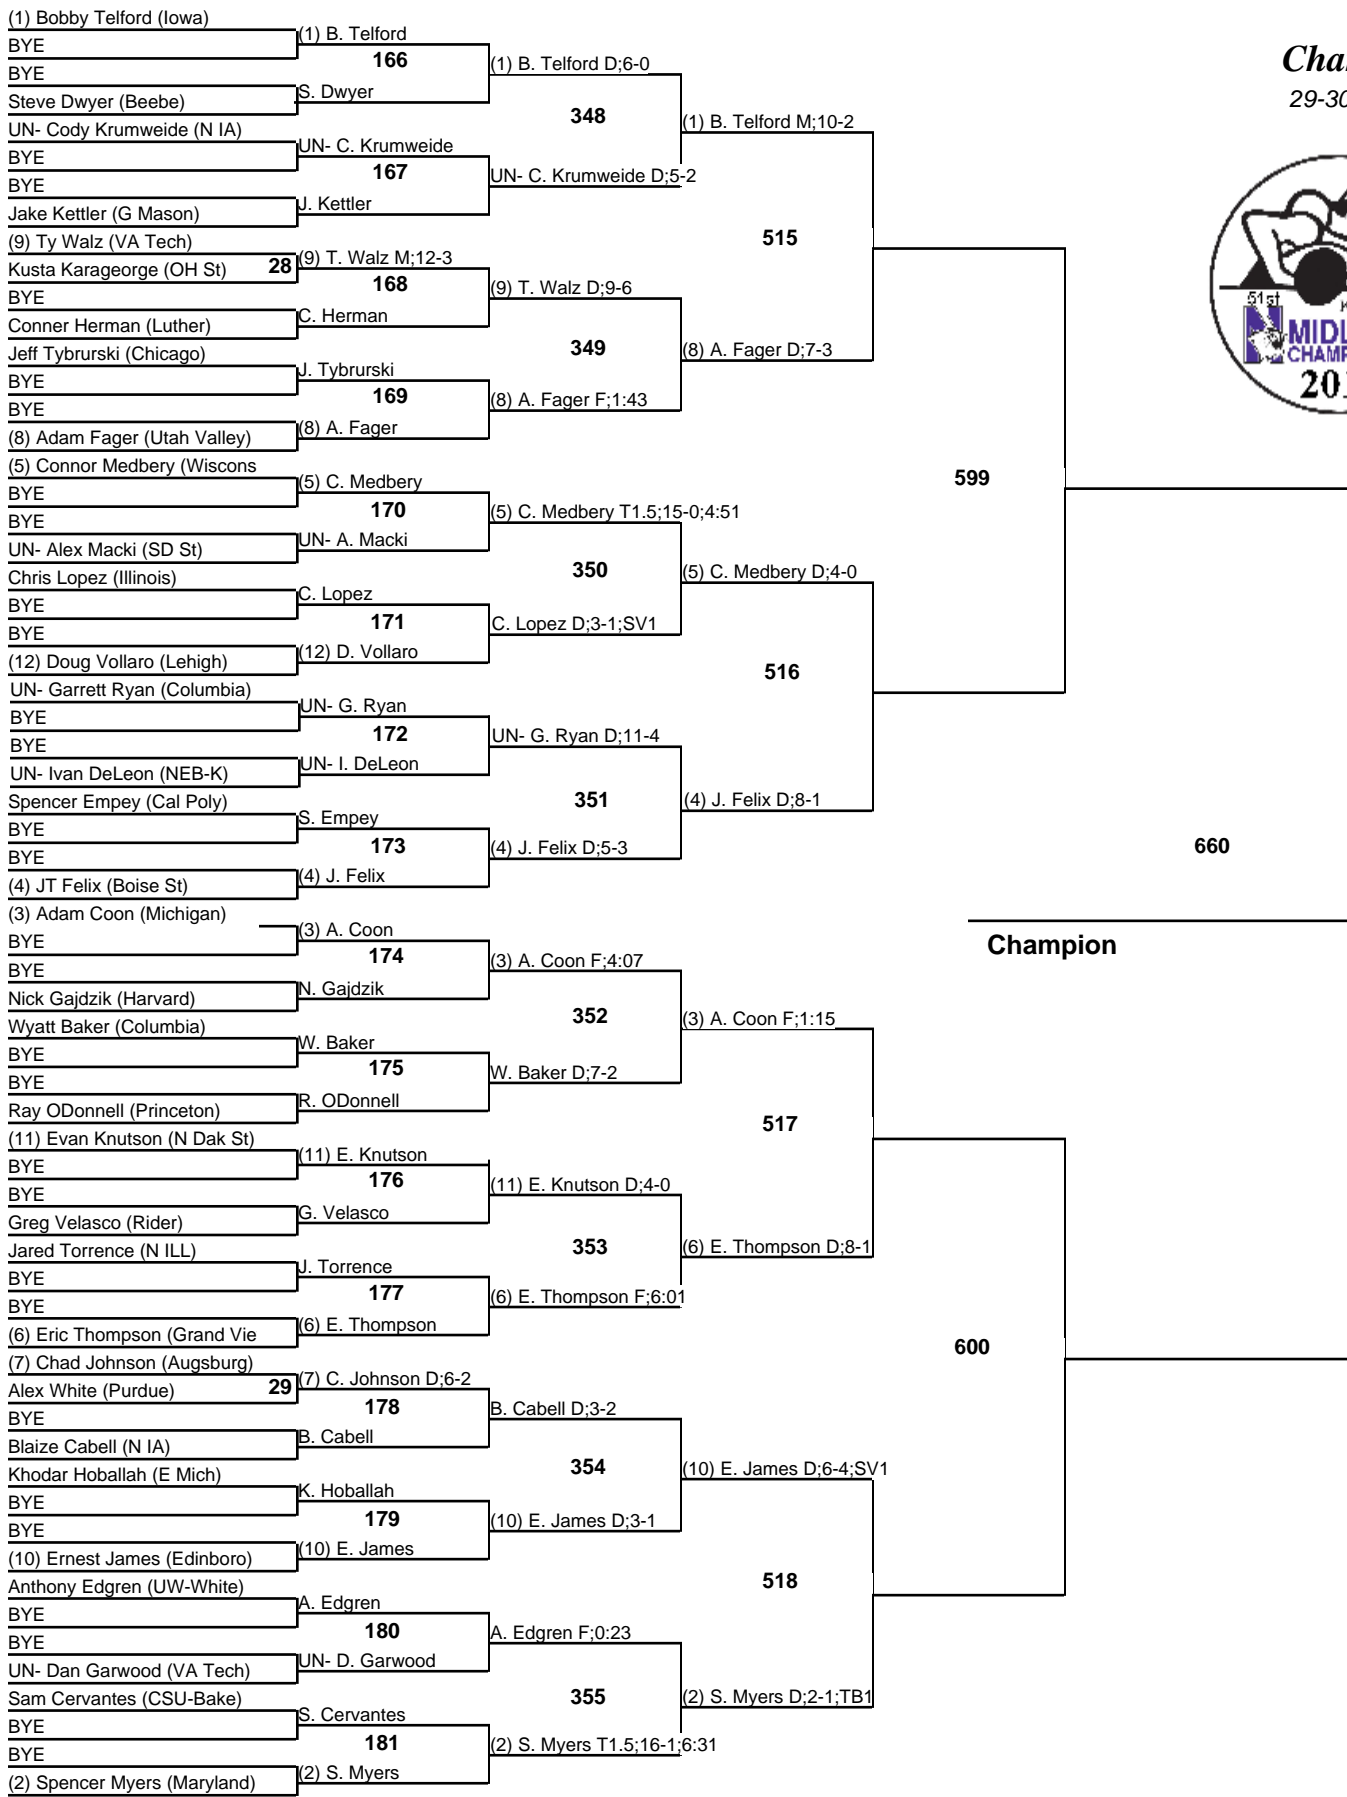 (1) Bobby Telford (Iowa)
BYE
BYE
Steve Dwyer (Beebe)
UN- Cody Krumweide (N IA)
BYE
BYE
Jake Kettler (G Mason)
(9) Ty Walz (VA Tech)
Kusta Karageorge (OH St) 28
BYE
Conner Herman (Luther)
Jeff Tybrurski (Chicago)
BYE
BYE
(8) Adam Fager (Utah Valley)
(5) Connor Medbery (Wiscons
BYE
BYE
UN- Alex Macki (SD St)
Chris Lopez (Illinois)
BYE
BYE
(12) Doug Vollaro (Lehigh)
UN- Garrett Ryan (Columbia)
BYE
BYE
UN- Ivan DeLeon (NEB-K)
Spencer Empey (Cal Poly)
BYE
BYE
(4) JT Felix (Boise St)
(3) Adam Coon (Michigan)
BYE
BYE
Nick Gajdzik (Harvard)
Wyatt Baker (Columbia)
BYE
BYE
Ray ODonnell (Princeton)
(11) Evan Knutson (N Dak St)
BYE
BYE
Greg Velasco (Rider)
Jared Torrence (N ILL)
BYE
BYE
(6) Eric Thompson (Grand Vie
(7) Chad Johnson (Augsburg)
Alex White (Purdue) 29
BYE
Blaize Cabell (N IA)
Khodar Hoballah (E Mich)
BYE
BYE
(10) Ernest James (Edinboro)
Anthony Edgren (UW-White)
BYE
BYE
UN- Dan Garwood (VA Tech)
Sam Cervantes (CSU-Bake)
BYE
BYE
(2) Spencer Myers (Maryland)
(1) B. Telford
166
S. Dwyer
UN- C. Krumweide
167
J. Kettler
(9) T. Walz M;12-3
168
C. Herman
J. Tybrurski
169
(8) A. Fager
(5) C. Medbery
170
UN- A. Macki
C. Lopez
171
(12) D. Vollaro
UN- G. Ryan
172
UN- I. DeLeon
S. Empey
173
(4) J. Felix
(3) A. Coon
174
N. Gajdzik
W. Baker
175
R. ODonnell
(11) E. Knutson
176
G. Velasco
J. Torrence
177
(6) E. Thompson
(7) C. Johnson D;6-2
178
B. Cabell
K. Hoballah
179
(10) E. James
A. Edgren
180
UN- D. Garwood
S. Cervantes
181
(2) S. Myers
(1) B. Telford D;6-0
348
UN- C. Krumweide D;5-2
(9) T. Walz D;9-6
349
(8) A. Fager F;1:43
(5) C. Medbery T1.5;15-0;4:51
350
C. Lopez D;3-1;SV1
UN- G. Ryan D;11-4
351
(4) J. Felix D;5-3
(3) A. Coon F;4:07
352
W. Baker D;7-2
(11) E. Knutson D;4-0
353
(6) E. Thompson F;6:01
B. Cabell D;3-2
354
(10) E. James D;3-1
A. Edgren F;0:23
355
(2) S. Myers T1.5;16-1;6:31
(1) B. Telford M;10-2
515
(8) A. Fager D;7-3
(5) C. Medbery D;4-0
516
(4) J. Felix D;8-1
(3) A. Coon F;1:15
517
(6) E. Thompson D;8-1
(10) E. James D;6-4;SV1
518
(2) S. Myers D;2-1;TB1
599
600
660
Champion
Cha
29-30
51st
N MIDL
CHAMP
20